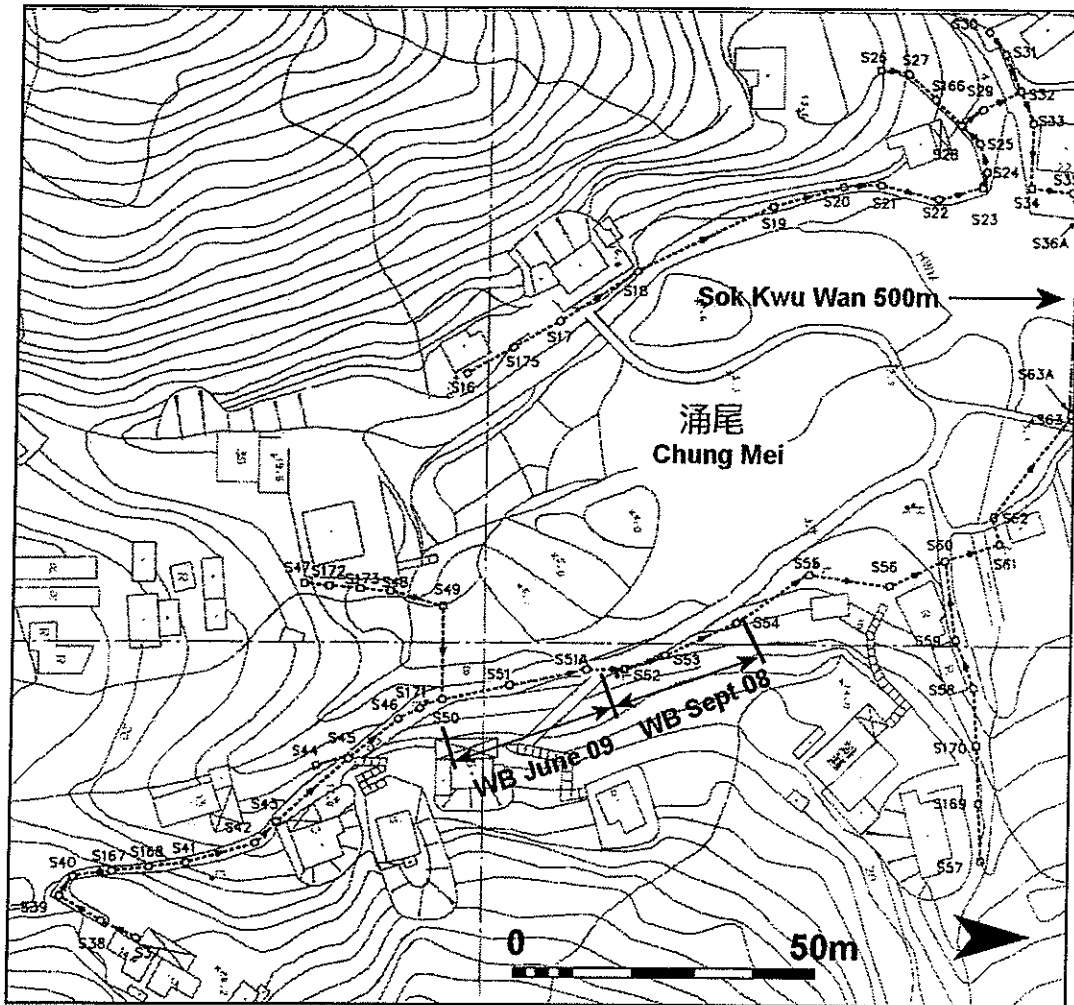 S30
S31
S26
S27
S166
S29
S32
S33
S28
S25
S24
S20
S21
S22
S23
S34
S19
S36A
S18
Sok Kwu Wan 500m
S17
S175
S16
S63A
S63
涌尾
Chung Mei
S62
S47
S172
S173
S48
S49
S55
S56
S60
S61
S54
S59
S51A
S53
S52
S51
S171
S46
S50
S58
WB Sept 08
WB June 09
S45
S44
S170
S43
S42
S169
S40
S167
S168
S41
S57
S39
S38
0
50m